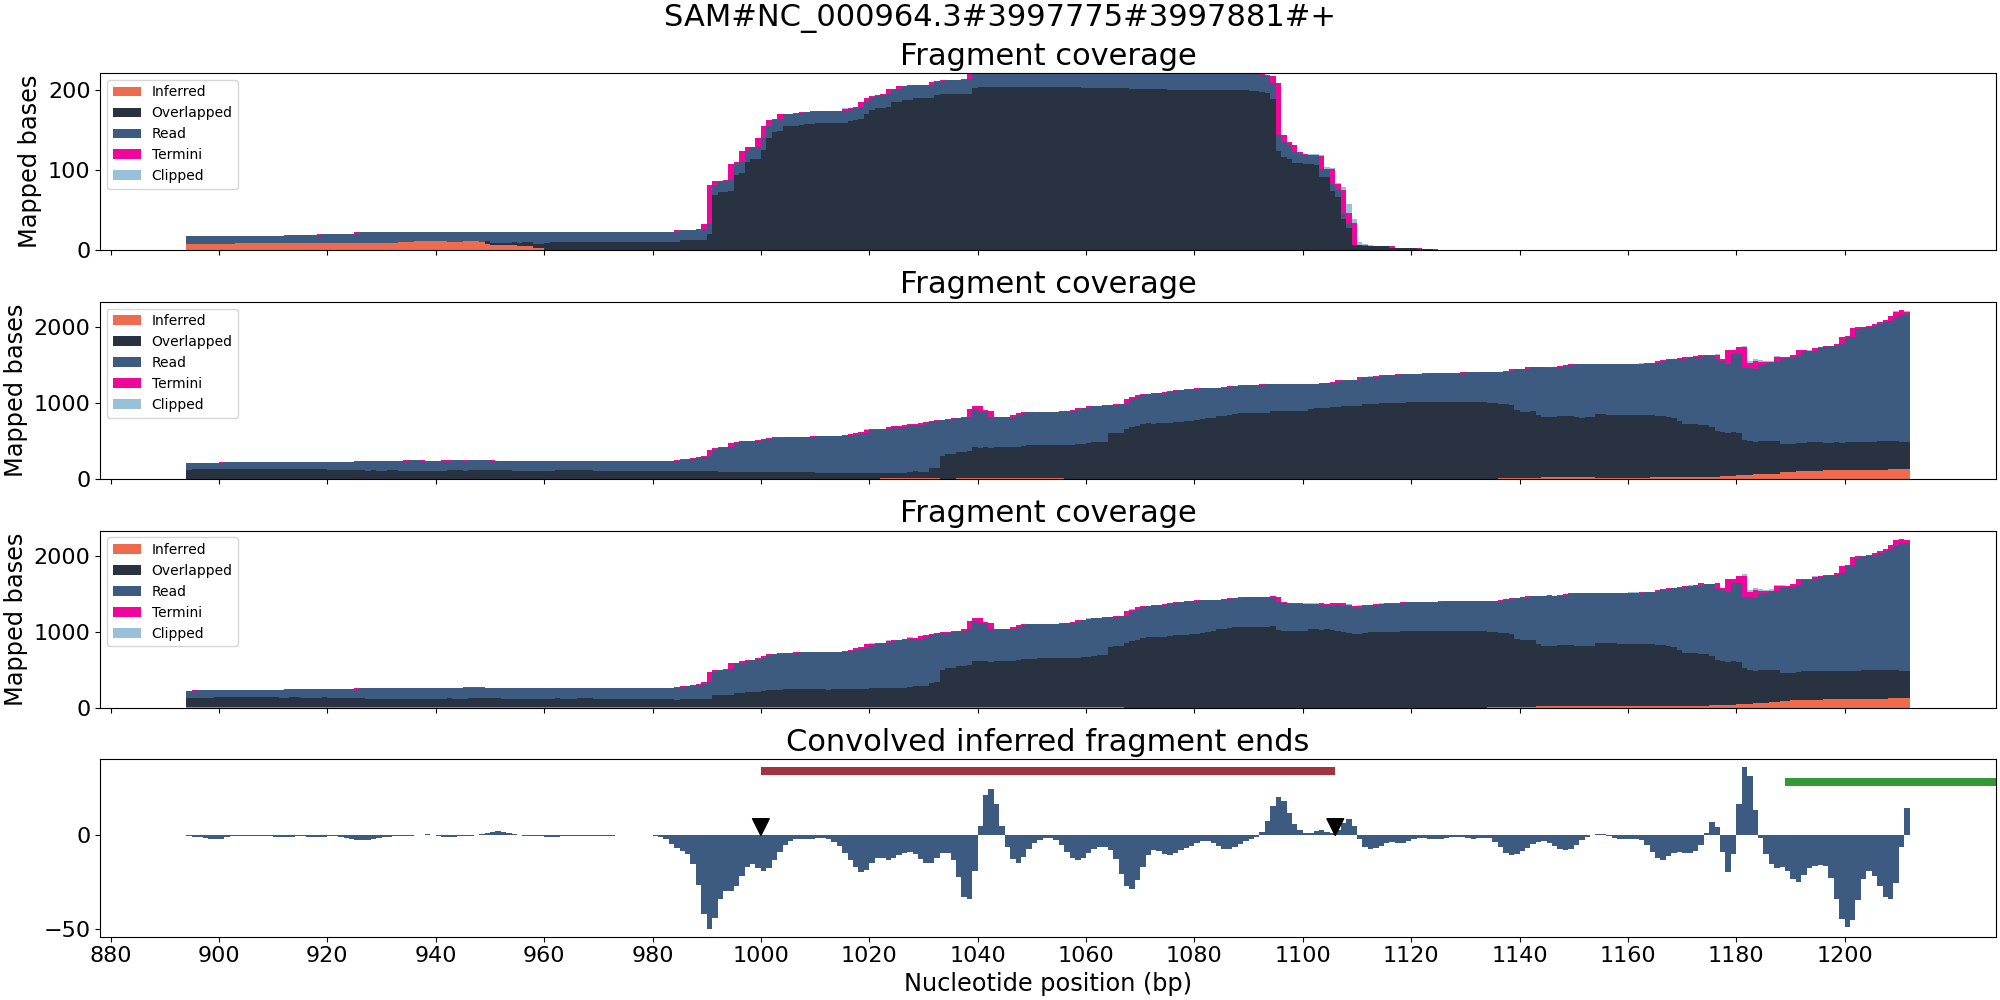 SAM#NC_000964.3#3997775#3997881#+
Fragment coverage
Mapped bases
200
100
0
Inferred
Overlapped
Read
Termini
Clipped
Fragment coverage
Mapped bases
2000
1000
0
Inferred
Overlapped
Read
Termini
Clipped
Fragment coverage
Mapped bases
2000
1000
0
Inferred
Overlapped
Read
Termini
Clipped
Convolved inferred fragment ends
0
−50
880 900 920 940 960 980 1000 1020 1040 1060 1080 1100 1120 1140 1160 1180 1200
Nucleotide position (bp)